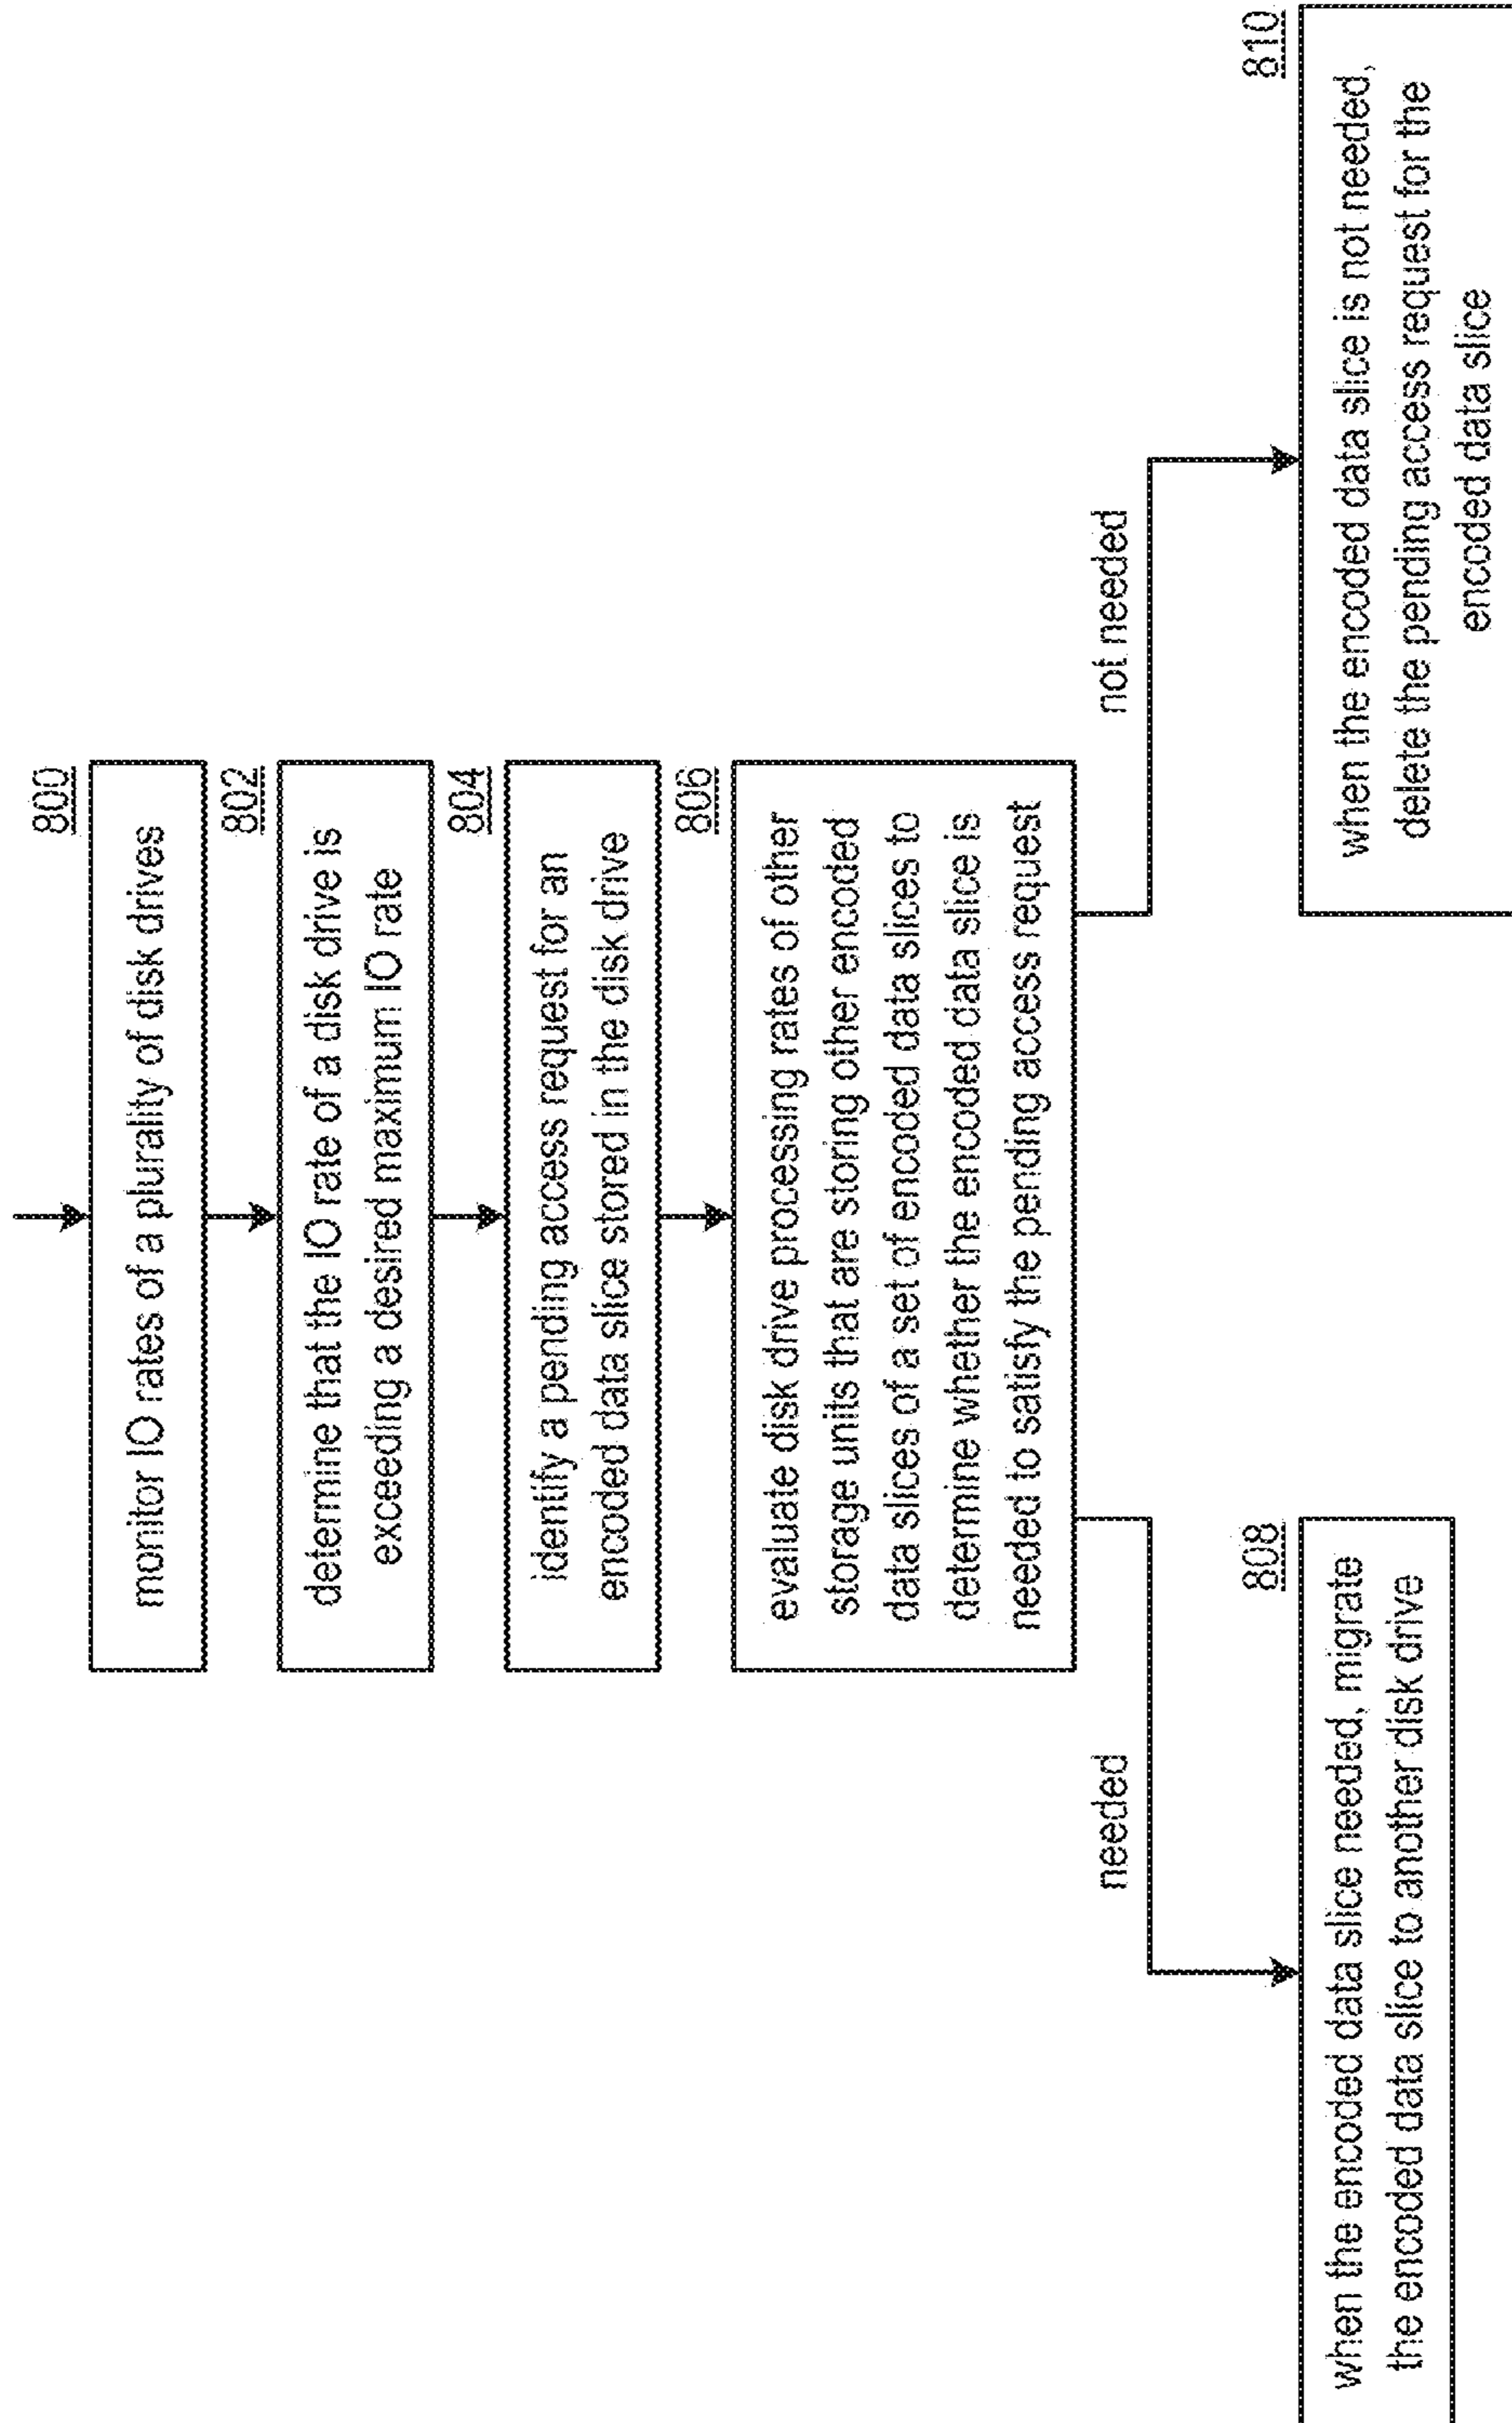 800
monitor IO rates of a plurality of disk drives
802
determine that the IO rate of a disk drive is
exceeding a desired maximum IO rate
804
identify a pending access request for an
encoded data slice stored in the disk drive
806
evaluate disk drive processing rates of other
storage units that are storing other encoded
data slices of a set of encoded data slices to
determine whether the encoded data slice is
needed to satisfy the pending access request
needed
not needed
808
when the encoded data slice needed, migrate
the encoded data slice to another disk drive
810
when the encoded data slice is not needed,
delete the pending access request for the
encoded data slice